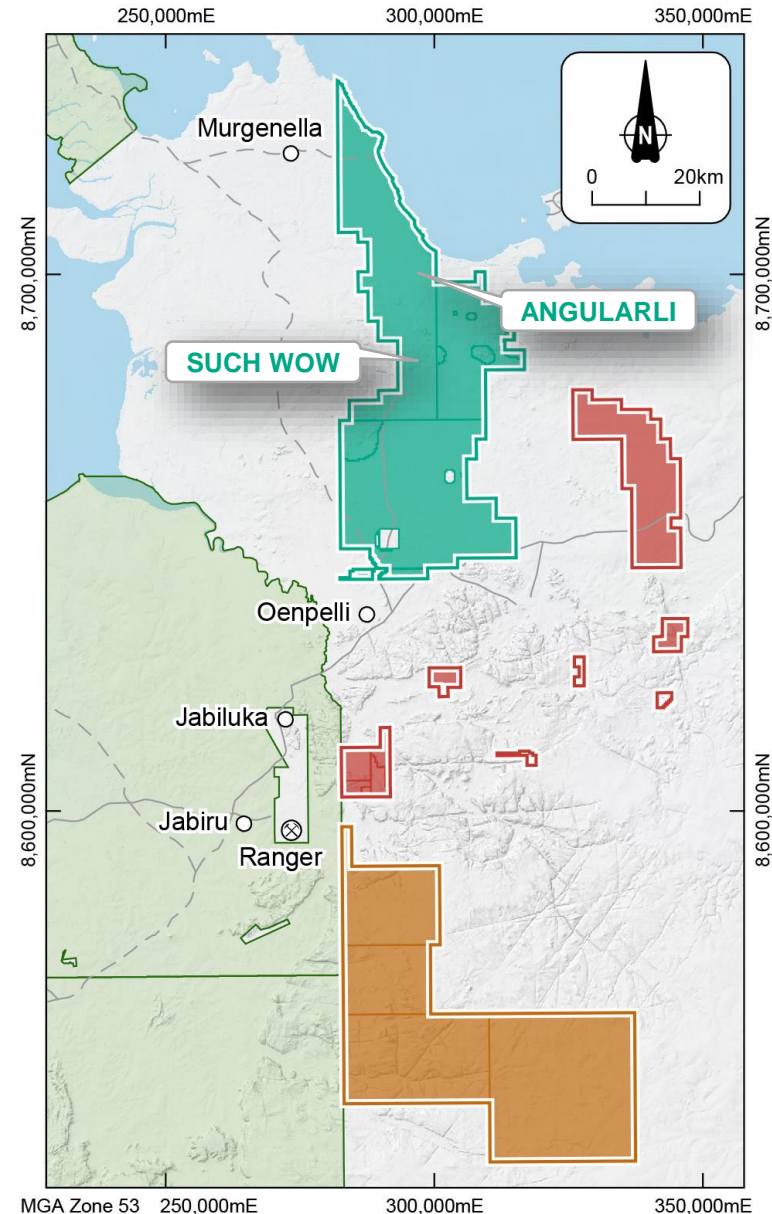 250,000mE 300,000mE 350,000mE
Murgenella
N
0 20km
8,700,000mN 8,700,000mN
ANGULARLI
SUCH WOW
Oenpelli
Jabiluka
8,600,000mN 8,600,000mN
Jabiru
Ranger
MGA Zone 53 250,000mE 300,000mE 350,000mE